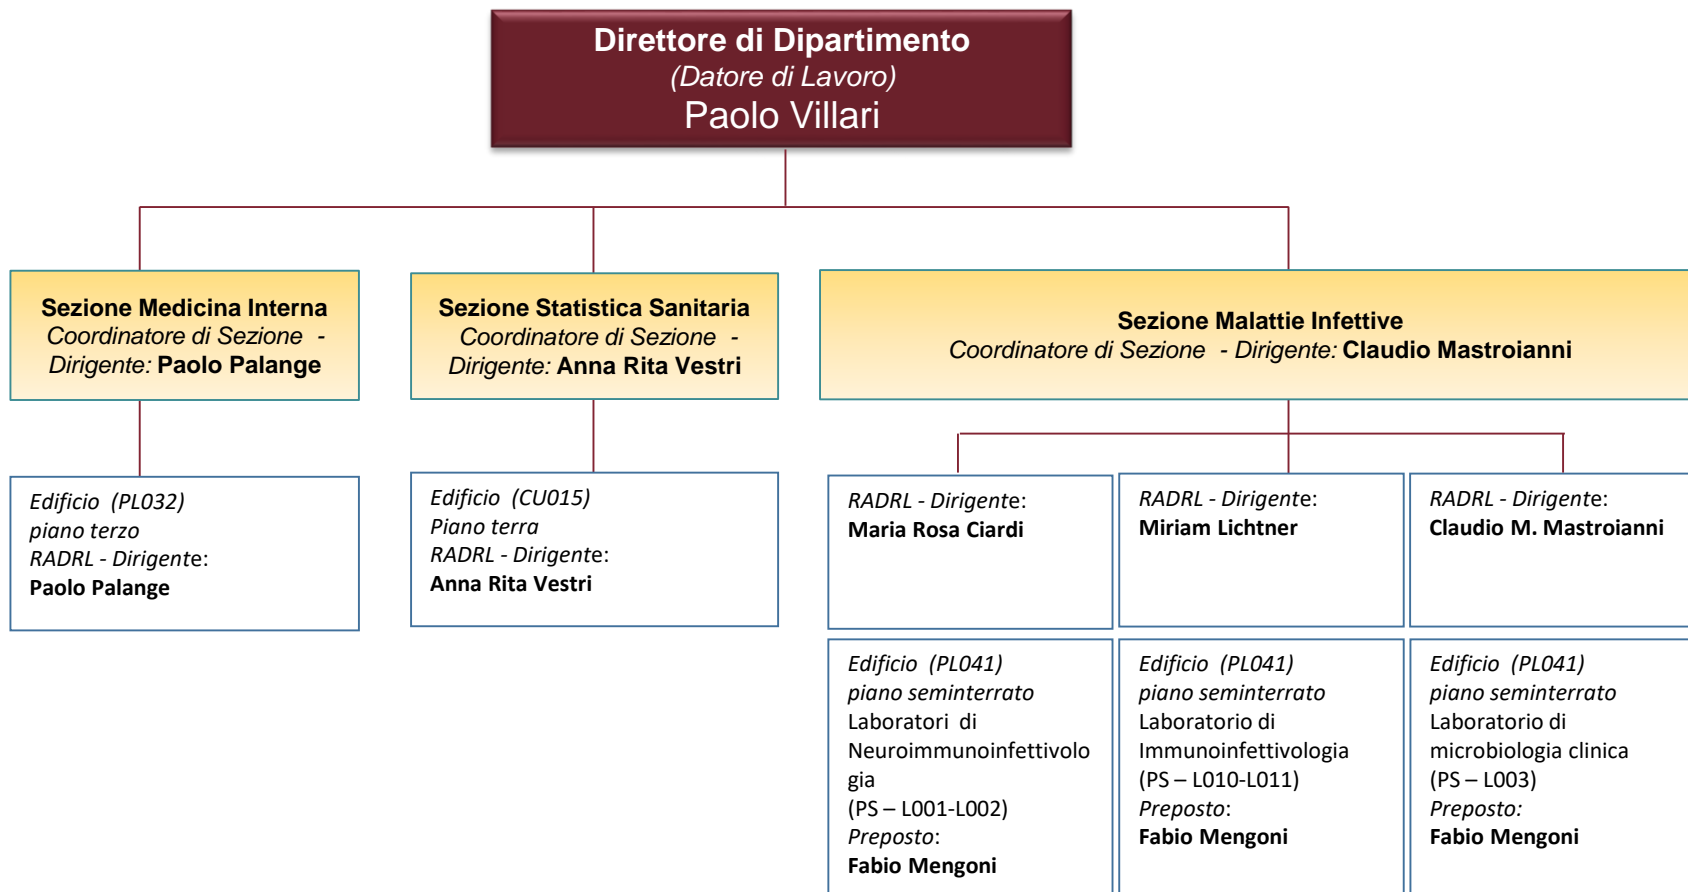 Direttore di Dipartimento
(Datore di Lavoro)
Paolo Villari
Sezione Medicina Interna
Coordinatore di Sezione -
Dirigente: Paolo Palange
Sezione Statistica Sanitaria
Coordinatore di Sezione -
Dirigente: Anna Rita Vestri
Sezione Malattie Infettive
Coordinatore di Sezione - Dirigente: Claudio Mastroianni
Edificio (PL032)
piano terzo
RADRL - Dirigente:
Paolo Palange
Edificio (CU015)
Piano terra
RADRL - Dirigente:
Anna Rita Vestri
RADRL - Dirigente:
Maria Rosa Ciardi
RADRL - Dirigente:
Miriam Lichtner
RADRL - Dirigente:
Claudio M. Mastroianni
Edificio (PL041)
piano seminterrato
Laboratori di
Neuroimmunoinfettivolo
gia
(PS – L001-L002)
Preposto:
Fabio Mengoni
Edificio (PL041)
piano seminterrato
Laboratorio di
Immunoinfettivologia
(PS – L010-L011)
Preposto:
Fabio Mengoni
Edificio (PL041)
piano seminterrato
Laboratorio di
microbiologia clinica
(PS – L003)
Preposto:
Fabio Mengoni